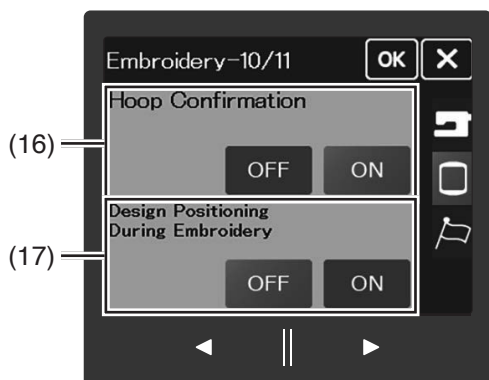 Embroidery-10/11 OK
Hoop Confirmation
(16)
OFF ON
Design Positioning
During Embroidery
(17)
OFF ON